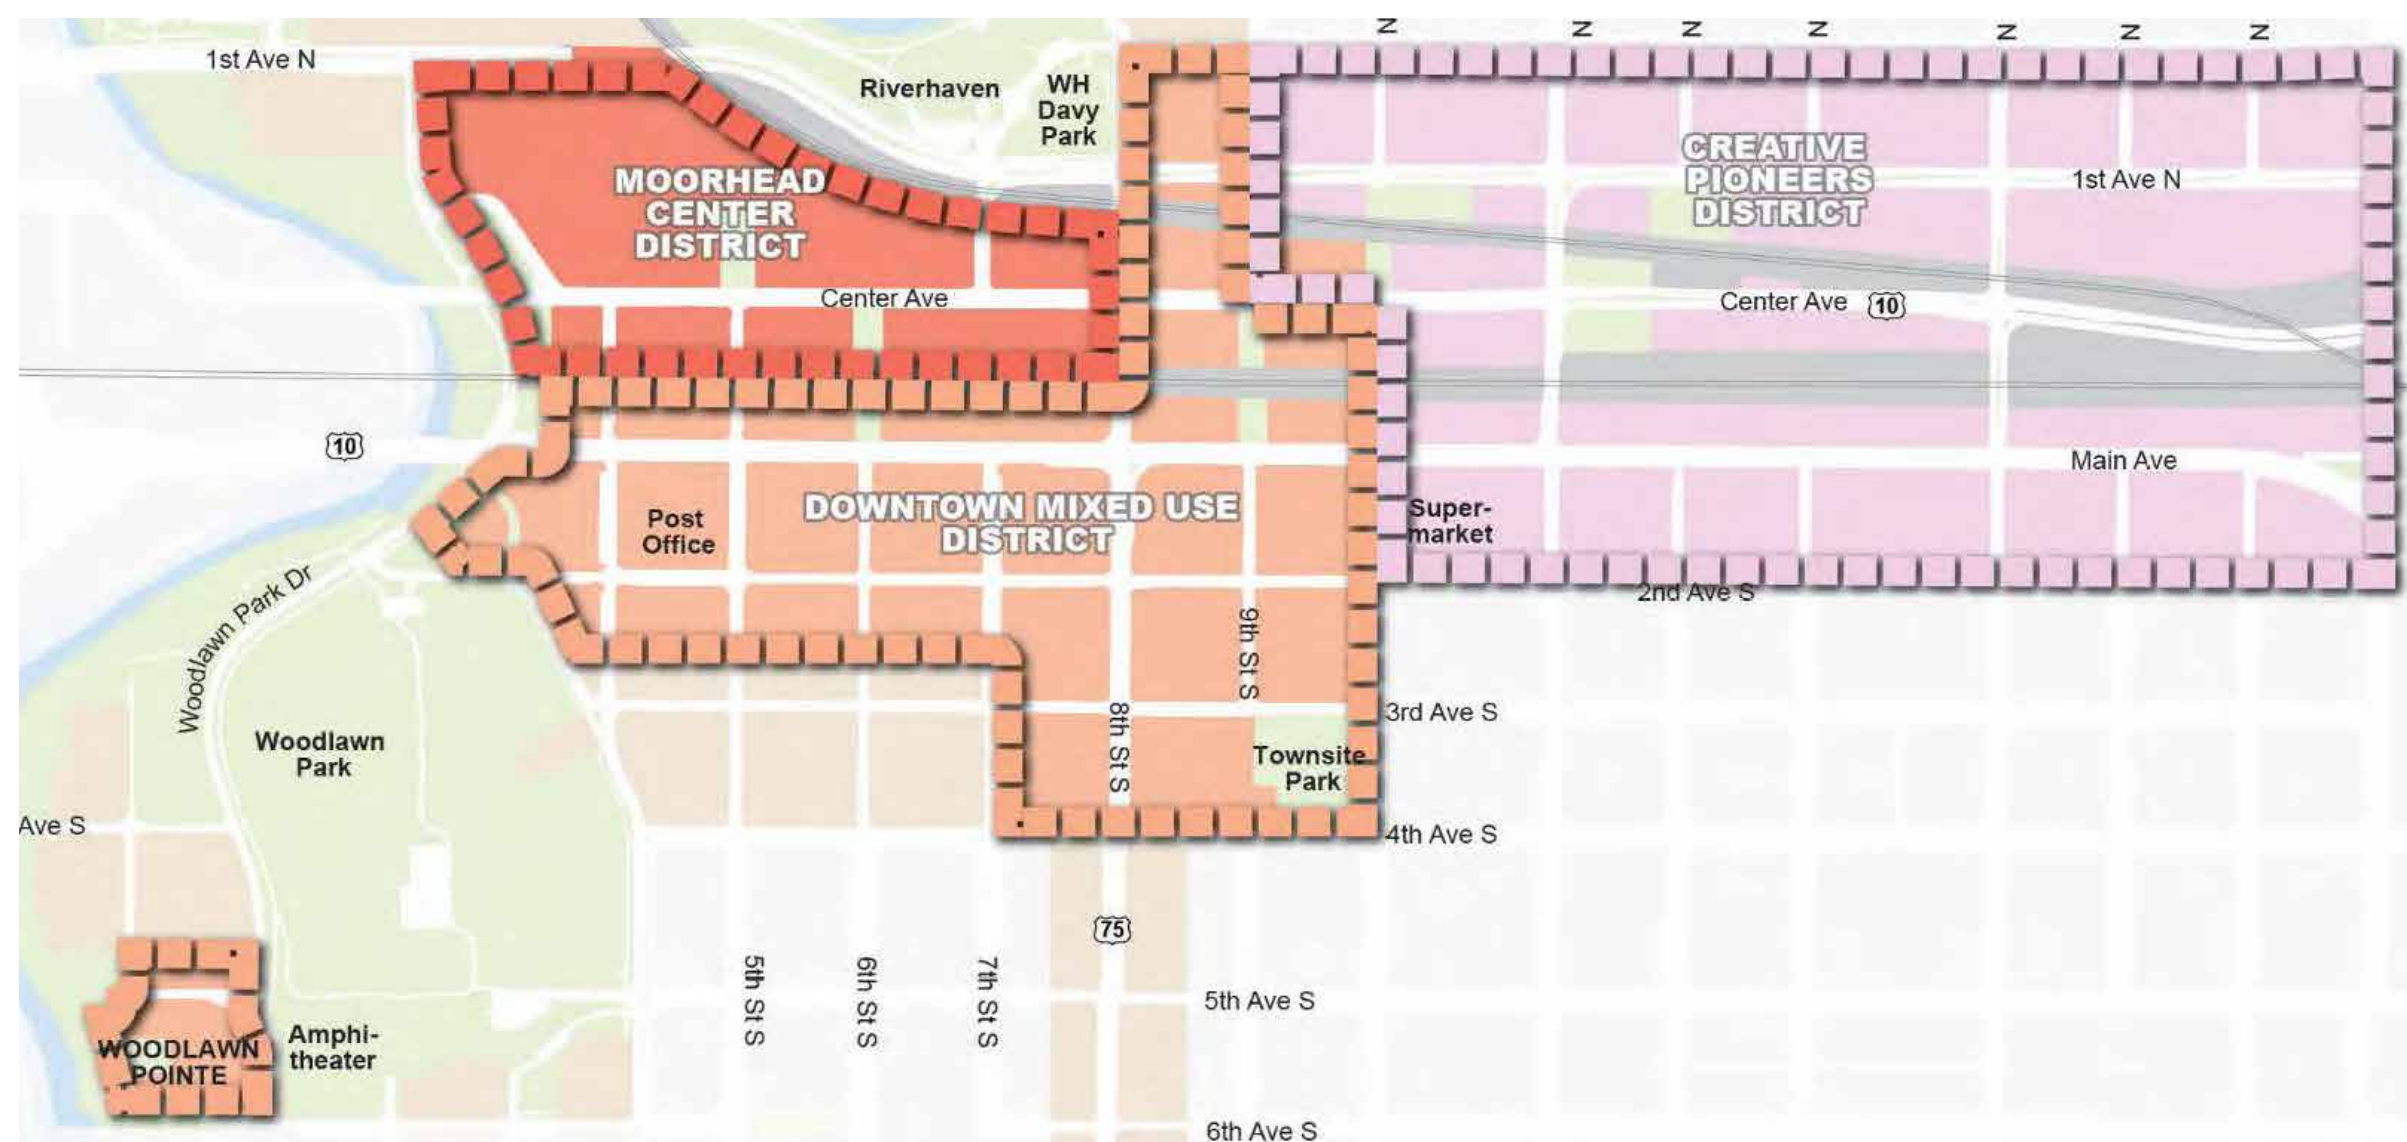 N
N
N
N
N
N
N
1st Ave N
Riverhaven
WH
Davy
Park
MOORHEAD
CENTER
DISTRICT
CREATIVE
PIONEERS
DISTRICT
1st Ave N
Center Ave
Center Ave 10
10
Main Ave
Post
Office
DOWNTOWN MIXED USE
DISTRICT
Super-
market
2nd Ave S
Woodlawn Park Dr
9th St S
8th St S
3rd Ave S
Woodlawn
Park
Townsite
Park
Ave S
4th Ave S
75
5th St S
6th St S
7th St S
5th Ave S
WOODLAWN
POINTE
Amphi-
theater
6th Ave S